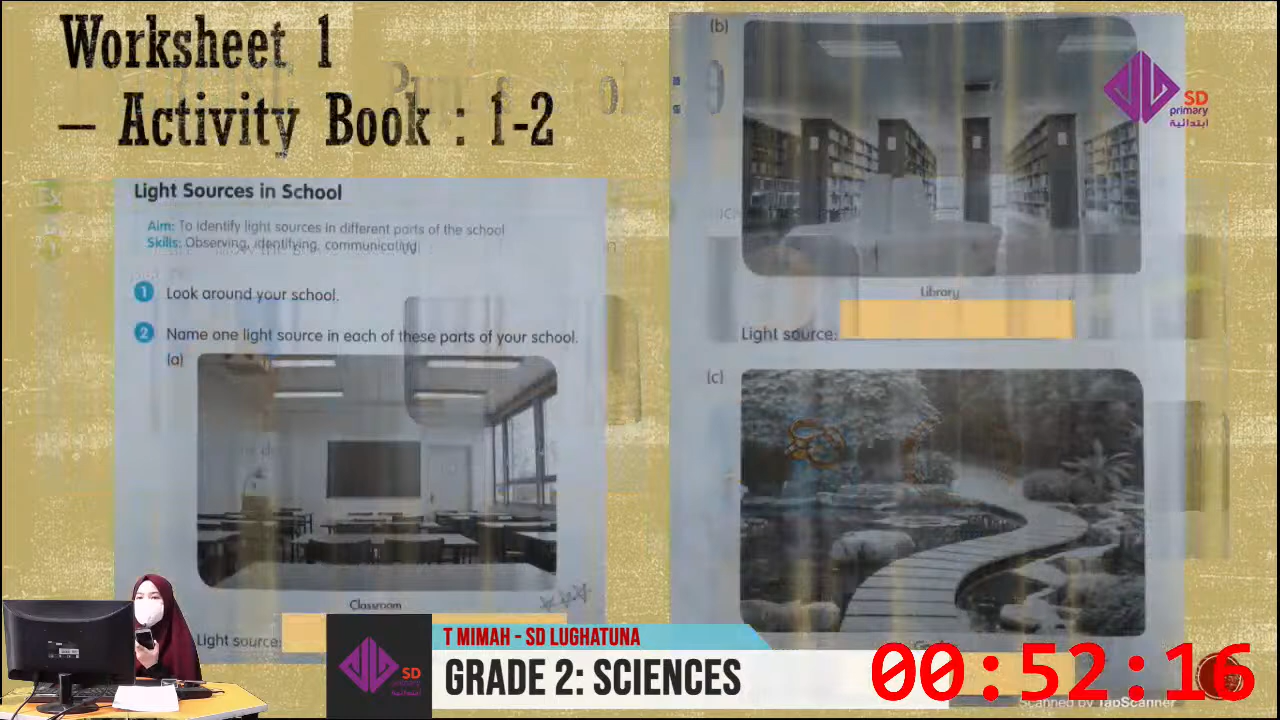 Worksheet 1
– Activity Book : 1-2
Light Sources in School
Aim: To identify light sources in different parts of the school
Skills: Observing, identifying, communicating
1 Look around your school.
2 Name one light source in each of these parts of your school.
(a)
Classroom
Light source:
(b)
Library
Light source:
(c)
SD
primary
ابتدائية
SD
primary
ابتدائية
T MIMAH - SD LUGHATUNA
GRADE 2: SCIENCES
00:52:16
Scanned by TapScanner